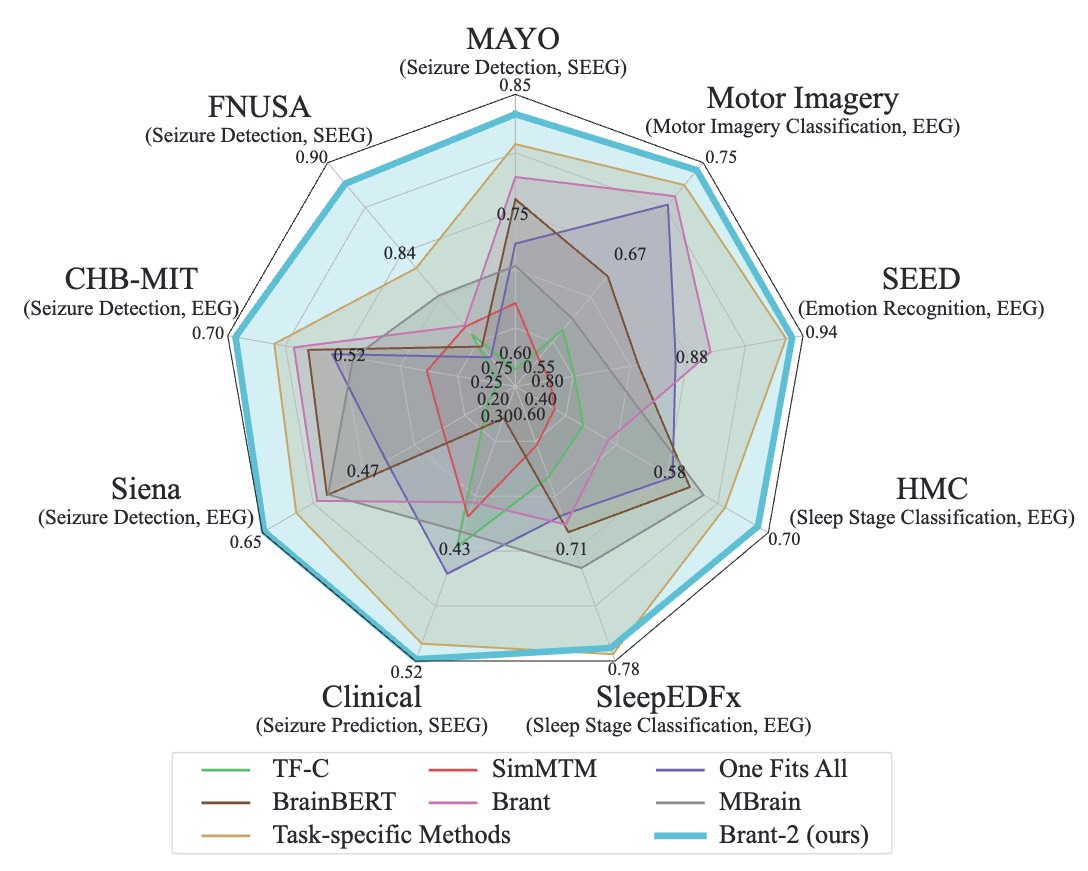 MAYO
(Seizure Detection, SEEG)
0.85
FNUSA
(Seizure Detection, SEEG)
0.90
Motor Imagery
(Motor Imagery Classification, EEG)
0.75
0.75
0.84
0.67
CHB-MIT
(Seizure Detection, EEG)
0.70
SEED
(Emotion Recognition, EEG)
0.94
0.52
0.88
0.60
0.75
0.55
0.25
0.80
0.20
0.40
0.30
0.60
0.47
0.58
Siena
(Seizure Detection, EEG)
0.65
HMC
(Sleep Stage Classification, EEG)
0.70
0.43
0.71
0.52
0.78
Clinical
(Seizure Prediction, SEEG)
SleepEDFx
(Sleep Stage Classification, EEG)
TF-C
SimMTM
One Fits All
BrainBERT
Brant
MBrain
Task-specific Methods
Brant-2 (ours)